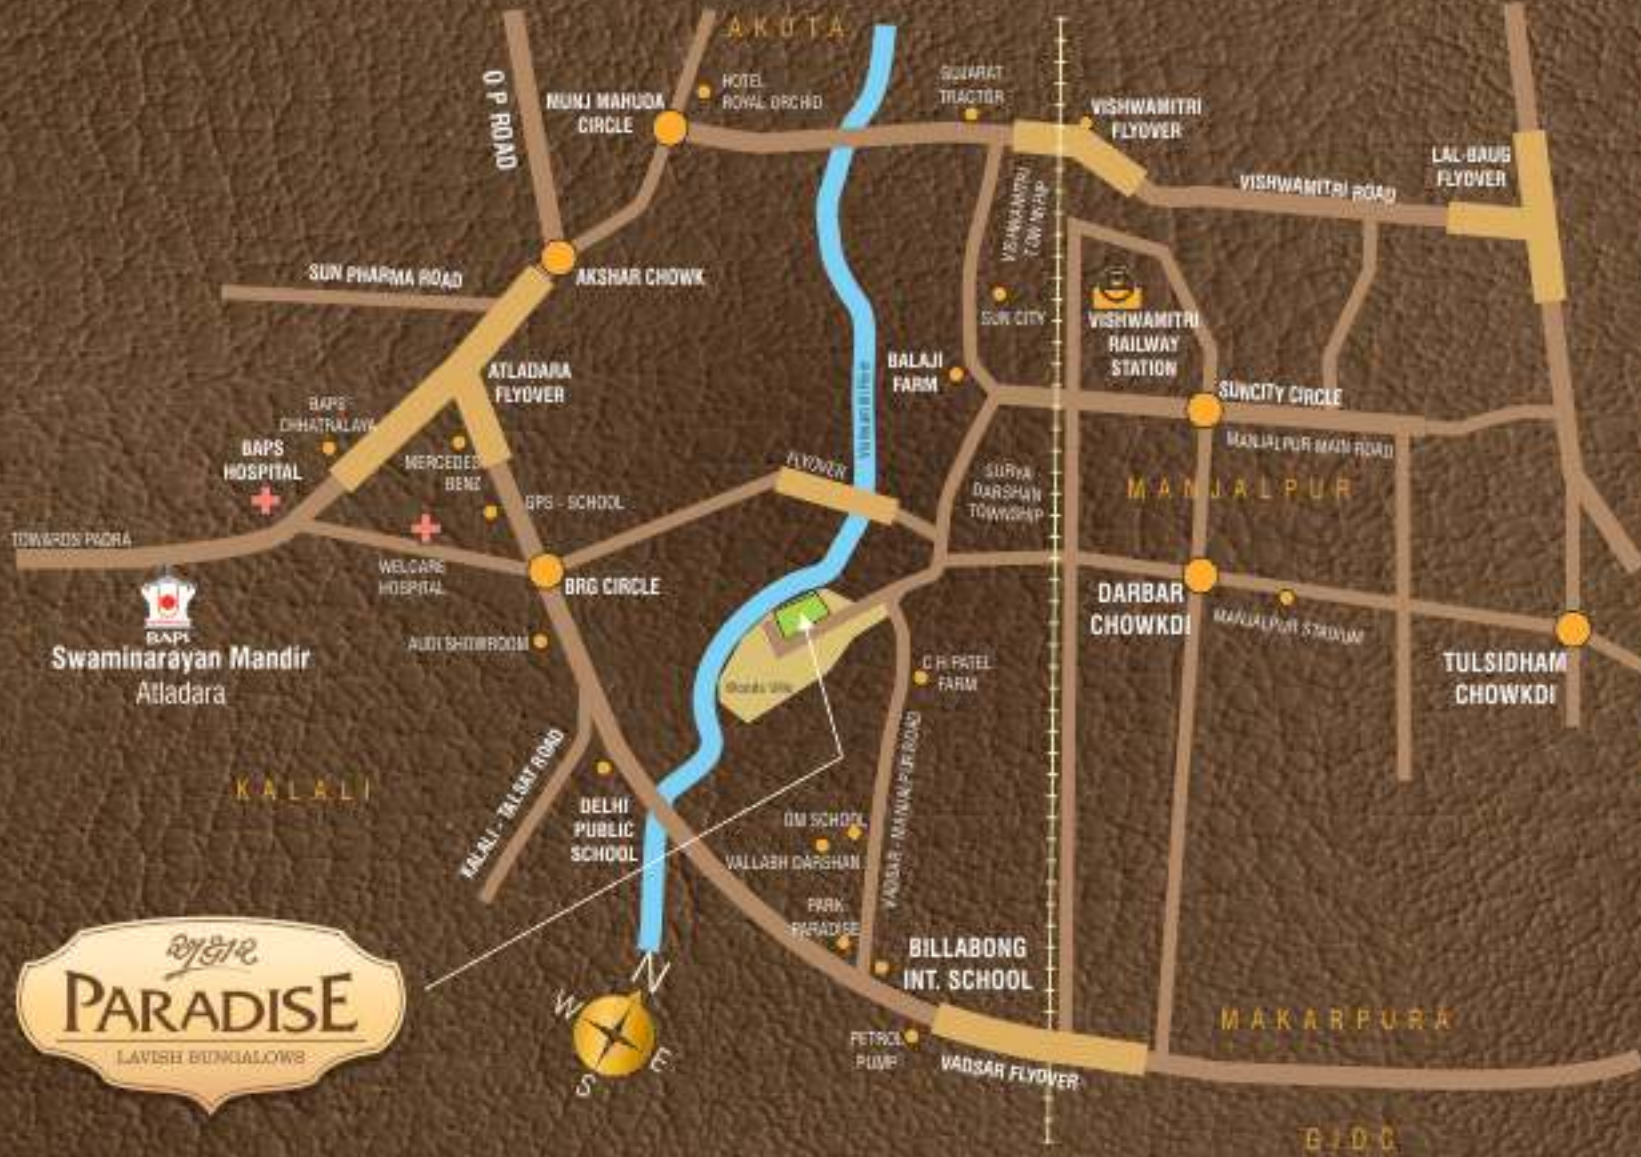 AKOTA
O P ROAD
MUNJ MAHUDA
CIRCLE
HOTEL
ROYAL ORCHID
GUJARAT
TRACTOR
VISHWAMITRI
FLYOVER
LAL-BAUG
FLYOVER
VISHWAMITRI ROAD
VISHWAMITRI
TOWNSHIP
SUN PHARMA ROAD
AKSHAR CHOWK
SUN CITY
VISHWAMITRI
RAILWAY
STATION
BALAJI
FARM
ATLADARA
FLYOVER
SUNCITY CIRCLE
Vishwamitri River
BAPS
CHHATRALAYA
BAPS
HOSPITAL
MERCEDES
BENZ
MANJALPUR MAIN ROAD
FLYOVER
SURYA
DARSHAN
TOWNSHIP
MANJALPUR
GPS - SCHOOL
TOWARDS PADRA
WELCARE
HOSPITAL
BRG CIRCLE
DARBAR
CHOWKDI
MANJALPUR STADIUM
BAPS
Swaminarayan Mandir
Atladara
AUDI SHOWROOM
C H PATEL
FARM
TULSIDHAM
CHOWKDI
KALALI
KALALI - TALSAT ROAD
DELHI
PUBLIC
SCHOOL
VADSAR - MANJALPUR ROAD
OM SCHOOL
VALLABH DARSHAN
PARK
PARADISE
BILLABONG
INT. SCHOOL
PARADISE
LAVISH BUNGALOWS
N
W
E
S
PETROL
PUMP
VADSAR FLYOVER
MAKARPURA
GIDC